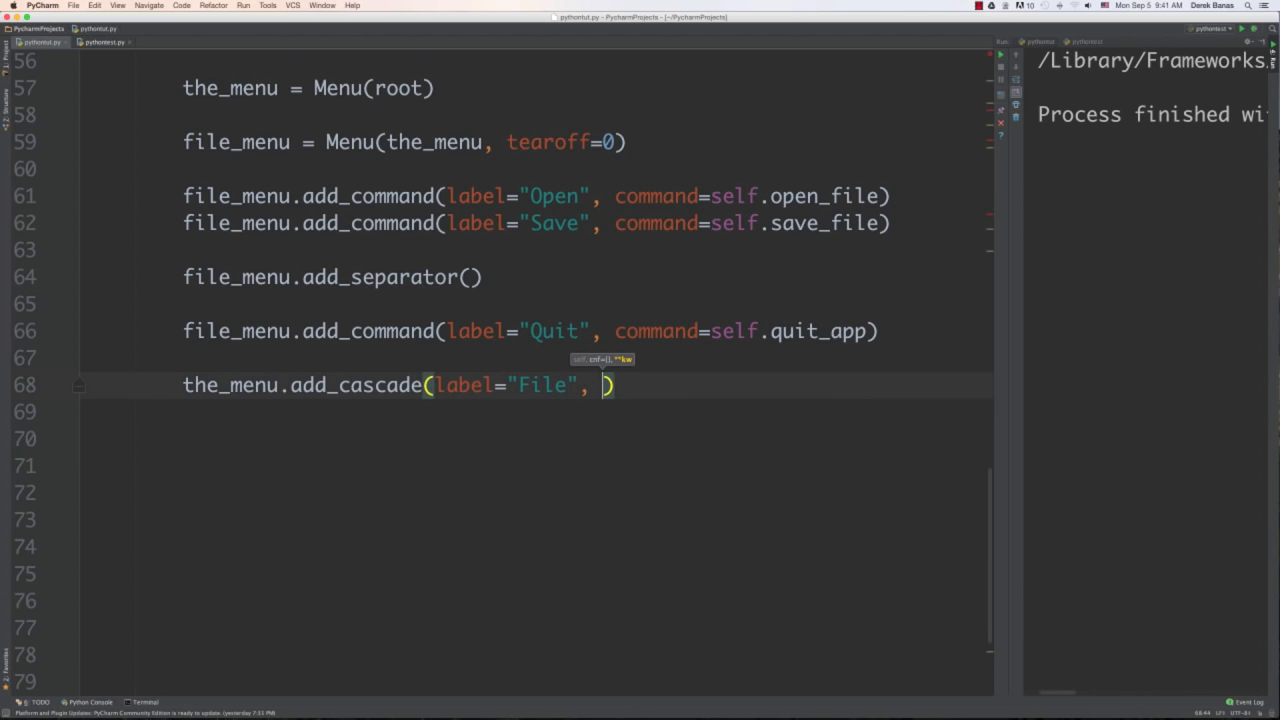 PyCharm File Edit View Navigate Code Refactor Run Tools VCS Window Help 10 Mon Sep 5 9:41 AM Derek Banas
pythontut.py - PycharmProjects - [~/PycharmProjects]
PycharmProjects pythontut.py pythontest
pythontut.py pythontest.py Run: pythontut pythontest
56
57 the_menu = Menu(root)
58
59 file_menu = Menu(the_menu, tearoff=0)
60
61 file_menu.add_command(label="Open", command=self.open_file)
62 file_menu.add_command(label="Save", command=self.save_file)
63
64 file_menu.add_separator()
65
66 file_menu.add_command(label="Quit", command=self.quit_app)
67
self, cnf={}, **kw
68 the_menu.add_cascade(label="File", )
69
70
71
72
73
74
75
76
77
78
79
/Library/Frameworks
Process finished wi
1: Project
7: Structure
2: Favorites
4: Run
6: TODO Python Console Terminal Event Log
Platform and Plugin Updates: PyCharm Community Edition is ready to update. (yesterday 7:51 PM) 68:44 LF: UTF-8: